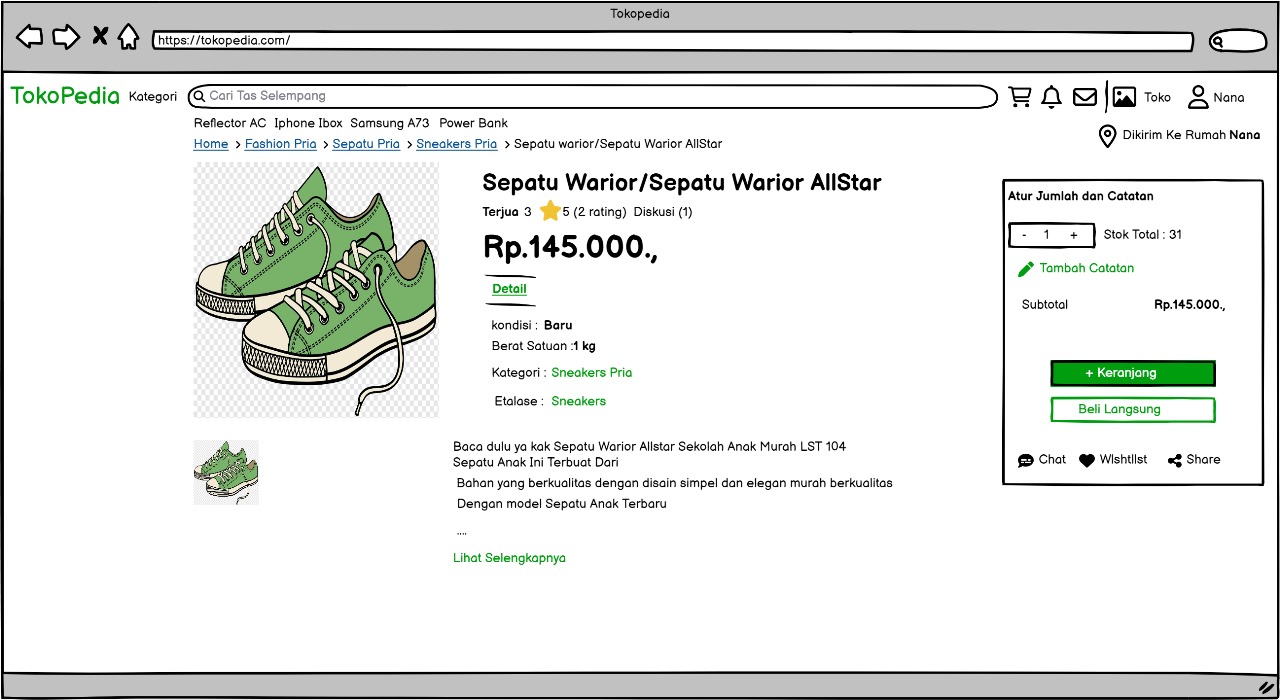 Tokopedia
https://tokopedia.com/
TokoPedia Kategori Cari Tas Selempang Toko Nana
Reflector AC Iphone Ibox Samsung A73 Power Bank
Dikirim Ke Rumah Nana
Home > Fashion Pria > Sepatu Pria > Sneakers Pria > Sepatu warior/Sepatu Warior AllStar
Sepatu Warior/Sepatu Warior AllStar
Terjua 3 5 (2 rating) Diskusi (1)
Rp.145.000.,
Detail
kondisi : Baru
Berat Satuan :1 kg
Kategori : Sneakers Pria
Etalase : Sneakers
Baca dulu ya kak Sepatu Warior Allstar Sekolah Anak Murah LST 104
Sepatu Anak Ini Terbuat Dari
Bahan yang berkualitas dengan disain simpel dan elegan murah berkualitas
Dengan model Sepatu Anak Terbaru
....
Lihat Selengkapnya
Atur Jumlah dan Catatan
- 1 + Stok Total : 31
Tambah Catatan
Subtotal Rp.145.000.,
+ Keranjang
Beli Langsung
Chat WIshtlIst Share